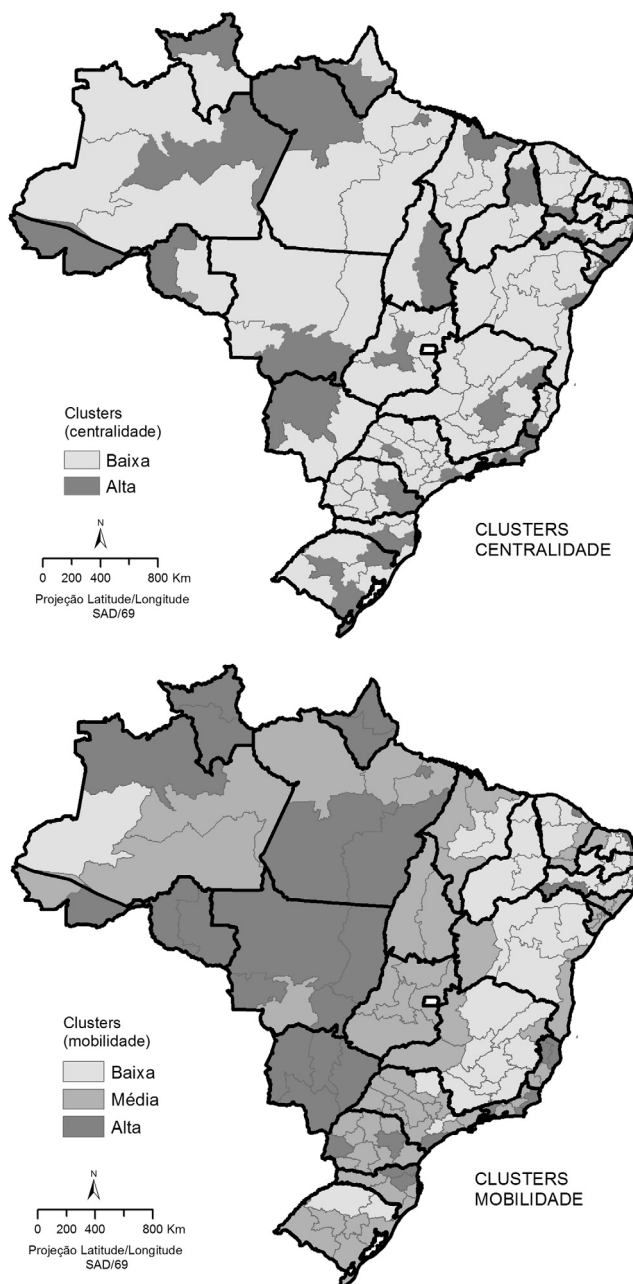 Clusters
(centralidade)
Baixa
Alta
N
0 200 400 800 Km
Projeção Latitude/Longitude
SAD/69
CLUSTERS
CENTRALIDADE
Clusters
(mobilidade)
Baixa
Média
Alta
N
0 200 400 800 Km
Projeção Latitude/Longitude
SAD/69
CLUSTERS
MOBILIDADE